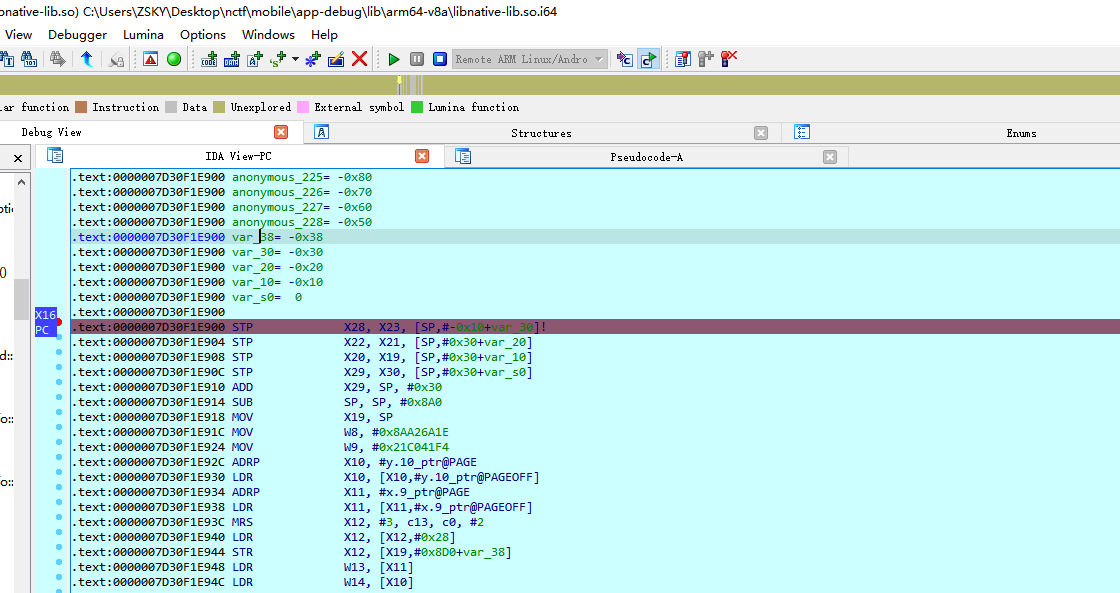 bnative-lib.so) C:\Users\ZSKY\Desktop\nctf\mobile\app-debug\lib\arm64-v8a\libnative-lib.so.i64
View Debugger Lumina Options Windows Help
Remote ARM Linux/Andro
ar function Instruction Data Unexplored External symbol Lumina function
Debug View Structures Enums
IDA View-PC Pseudocode-A
.text:0000007D30F1E900 anonymous_225= -0x80
.text:0000007D30F1E900 anonymous_226= -0x70
.text:0000007D30F1E900 anonymous_227= -0x60
.text:0000007D30F1E900 anonymous_228= -0x50
.text:0000007D30F1E900 var_38= -0x38
.text:0000007D30F1E900 var_30= -0x30
.text:0000007D30F1E900 var_20= -0x20
.text:0000007D30F1E900 var_10= -0x10
.text:0000007D30F1E900 var_s0= 0
.text:0000007D30F1E900
X16
PC
.text:0000007D30F1E900 STP X28, X23, [SP,#-0x10+var_30]!
.text:0000007D30F1E904 STP X22, X21, [SP,#0x30+var_20]
.text:0000007D30F1E908 STP X20, X19, [SP,#0x30+var_10]
.text:0000007D30F1E90C STP X29, X30, [SP,#0x30+var_s0]
.text:0000007D30F1E910 ADD X29, SP, #0x30
.text:0000007D30F1E914 SUB SP, SP, #0x8A0
.text:0000007D30F1E918 MOV X19, SP
.text:0000007D30F1E91C MOV W8, #0x8AA26A1E
.text:0000007D30F1E924 MOV W9, #0x21C041F4
.text:0000007D30F1E92C ADRP X10, #y.10_ptr@PAGE
.text:0000007D30F1E930 LDR X10, [X10,#y.10_ptr@PAGEOFF]
.text:0000007D30F1E934 ADRP X11, #x.9_ptr@PAGE
.text:0000007D30F1E938 LDR X11, [X11,#x.9_ptr@PAGEOFF]
.text:0000007D30F1E93C MRS X12, #3, c13, c0, #2
.text:0000007D30F1E940 LDR X12, [X12,#0x28]
.text:0000007D30F1E944 STR X12, [X19,#0x8D0+var_38]
.text:0000007D30F1E948 LDR W13, [X11]
.text:0000007D30F1E94C LDR W14, [X10]